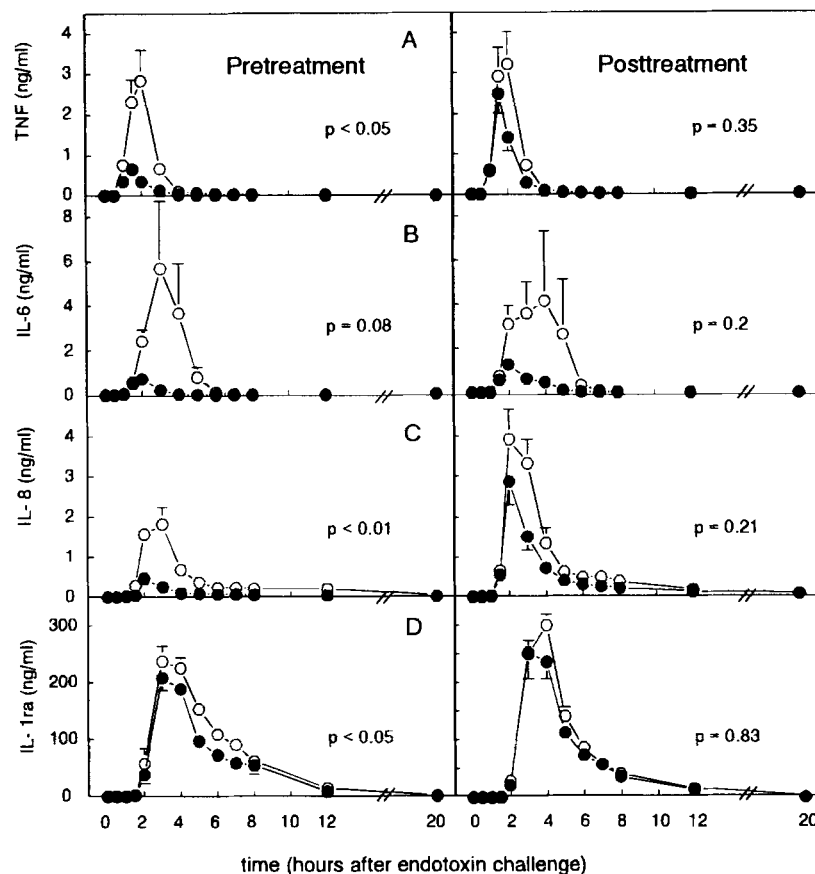 A
Pretreatment
Posttreatment
TNF (ng/ml)
4
3
2
1
0
p < 0.05
p = 0.35
B
IL-6 (ng/ml)
8
6
4
2
0
p = 0.08
p = 0.2
C
IL- 8 (ng/ml)
4
3
2
1
0
p < 0.01
p = 0.21
D
IL- 1ra (ng/ml)
300
200
100
0
p < 0.05
p = 0.83
0 2 4 6 8 10 12 20
0 2 4 6 8 10 12 20
time (hours after endotoxin challenge)